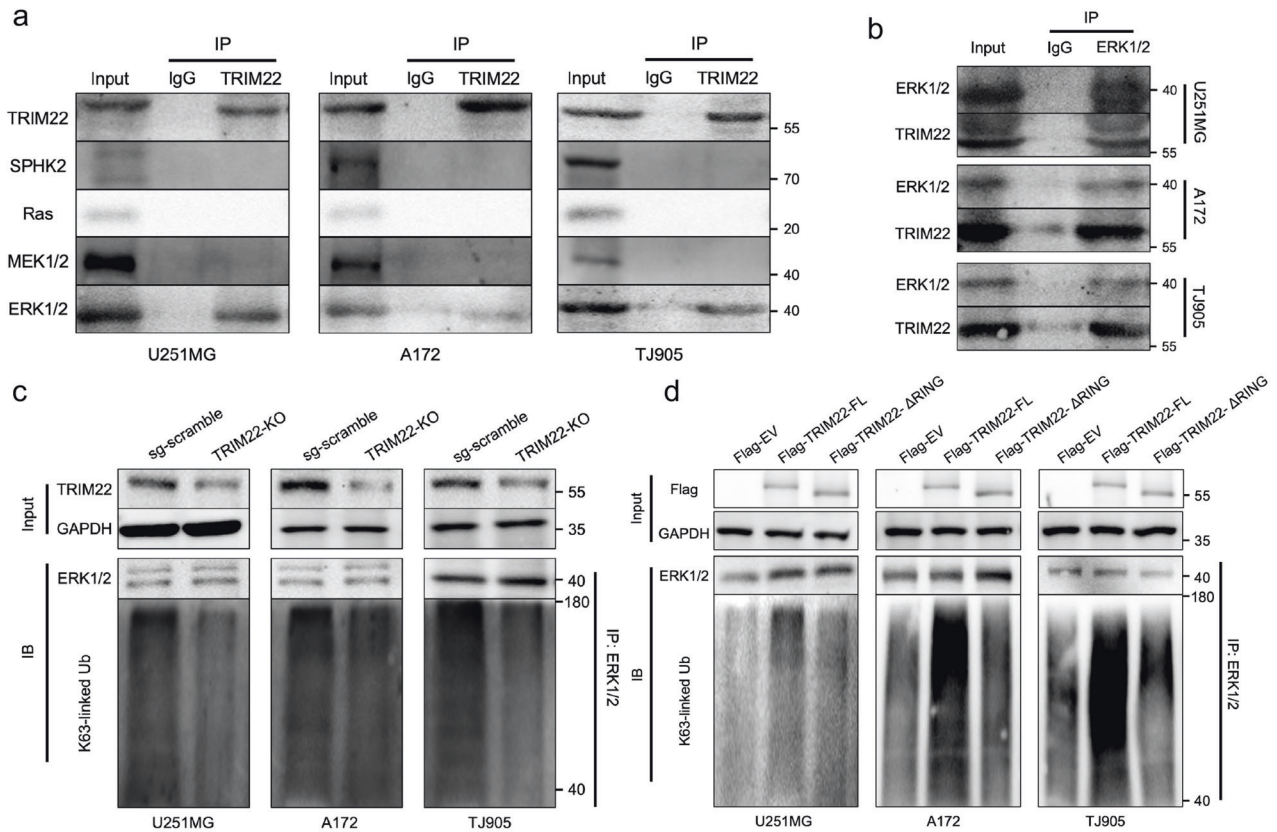 a
IP
Input IgG TRIM22
IP
Input IgG TRIM22
IP
Input IgG TRIM22
TRIM22
55
SPHK2
70
Ras
20
MEK1/2
40
ERK1/2
40
U251MG A172 TJ905
b
IP
Input IgG ERK1/2
ERK1/2
40
TRIM22
55
U251MG
ERK1/2
40
TRIM22
55
A172
ERK1/2
40
TRIM22
55
TJ905
c
sg-scramble TRIM22-KO sg-scramble TRIM22-KO sg-scramble TRIM22-KO
Input
TRIM22
55
GAPDH
35
IB
ERK1/2
40
180
K63-linked Ub
40
IP: ERK1/2
U251MG A172 TJ905
d
Flag-EV Flag-TRIM22-FL Flag-TRIM22- ΔRING Flag-EV Flag-TRIM22-FL Flag-TRIM22- ΔRING Flag-EV Flag-TRIM22-FL Flag-TRIM22- ΔRING
Input
Flag
55
GAPDH
35
IB
ERK1/2
40
180
K63-linked Ub
40
IP: ERK1/2
U251MG A172 TJ905